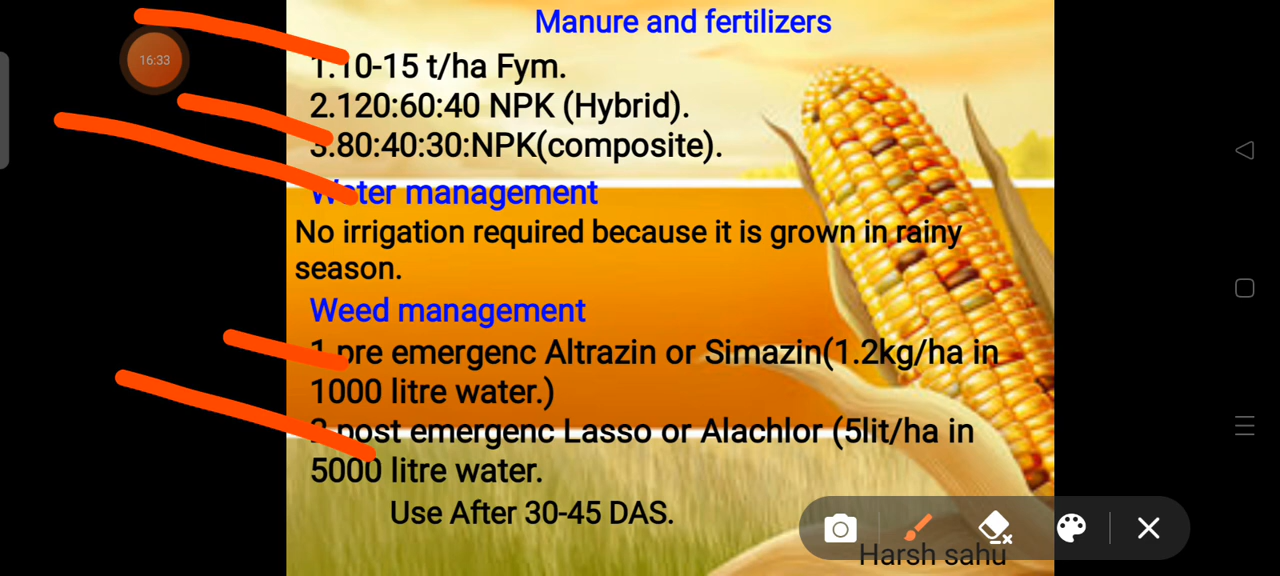 Manure and fertilizers
16:33
1.10-15 t/ha Fym.
2.120:60:40 NPK (Hybrid).
3.80:40:30:NPK(composite).
Water management
No irrigation required because it is grown in rainy
season.
Weed management
1 pre emergenc Altrazin or Simazin(1.2kg/ha in
1000 litre water.)
2 post emergenc Lasso or Alachlor (5lit/ha in
5000 litre water.
Use After 30-45 DAS.
Harsh sahu